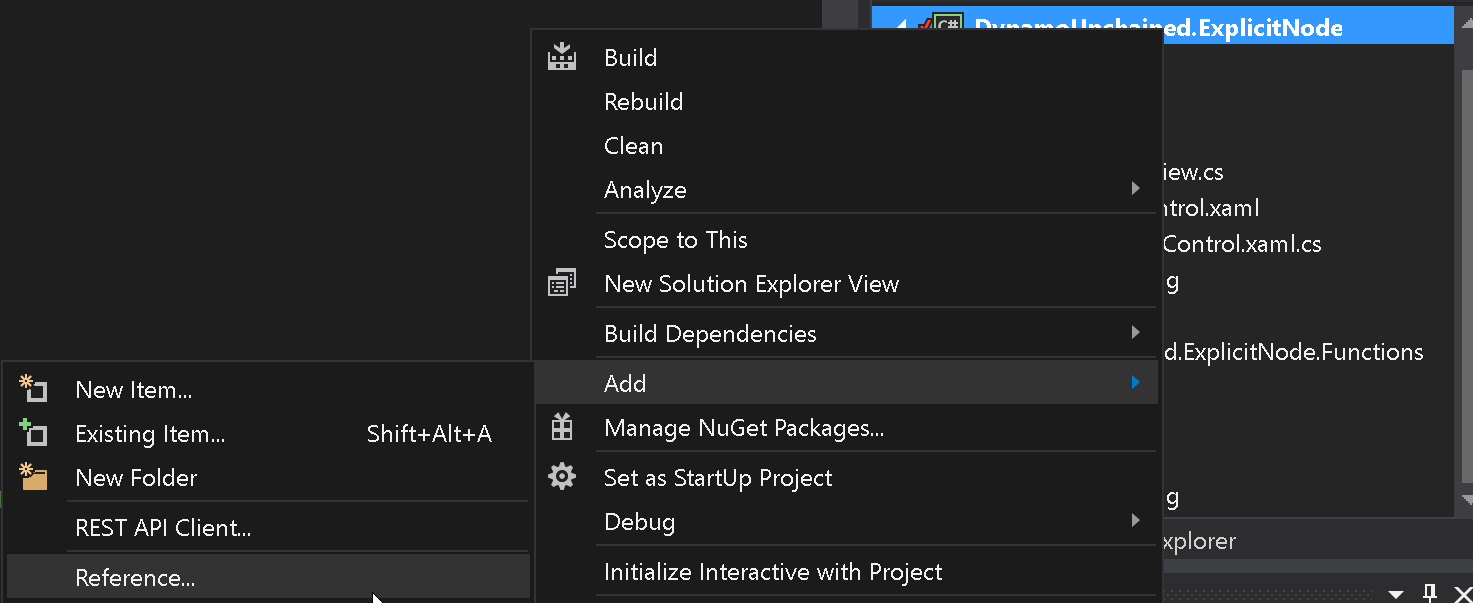 C# DynamoUnchained.ExplicitNode
Build
Rebuild
Clean
Analyze
Scope to This
New Solution Explorer View
Build Dependencies
Add
Manage NuGet Packages...
Set as StartUp Project
Debug
Initialize Interactive with Project
New Item...
Existing Item... Shift+Alt+A
New Folder
REST API Client...
Reference...
iew.cs
ntrol.xaml
Control.xaml.cs
g
d.ExplicitNode.Functions
g
xplorer